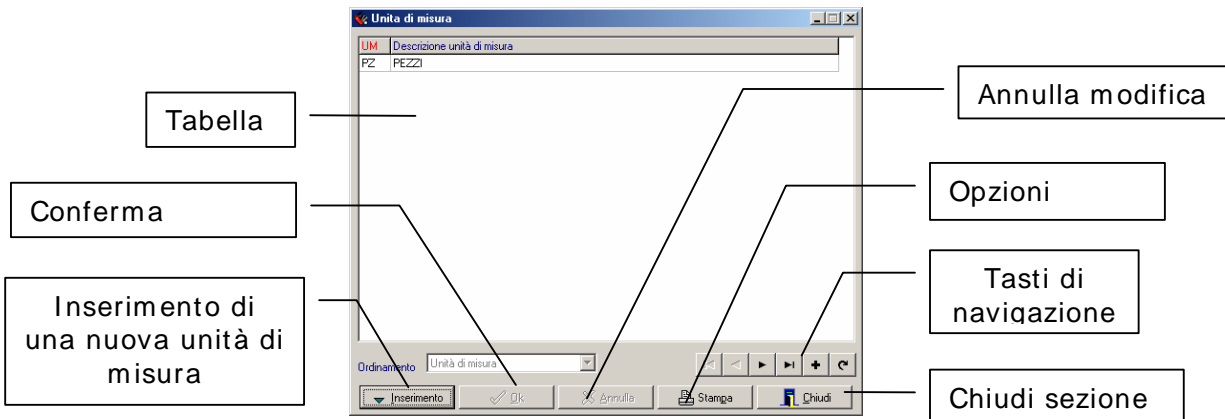 Unita di misura
UM Descrizione unità di misura
PZ PEZZI
Tabella
Annulla modifica
Conferma
Opzioni
Inserimento di
una nuova unità di
misura
Tasti di
navigazione
Ordinamento Unità di misura
Inserimento Ok Annulla Stampa Chiudi
Chiudi sezione